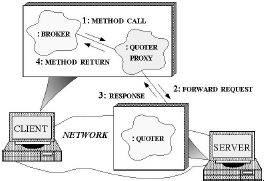 1: METHOD CALL
: BROKER
: QUOTER
PROXY
4: METHOD RETURN
3: RESPONSE
2: FORWARD REQUEST
CLIENT
NETWORK
: QUOTER
SERVER